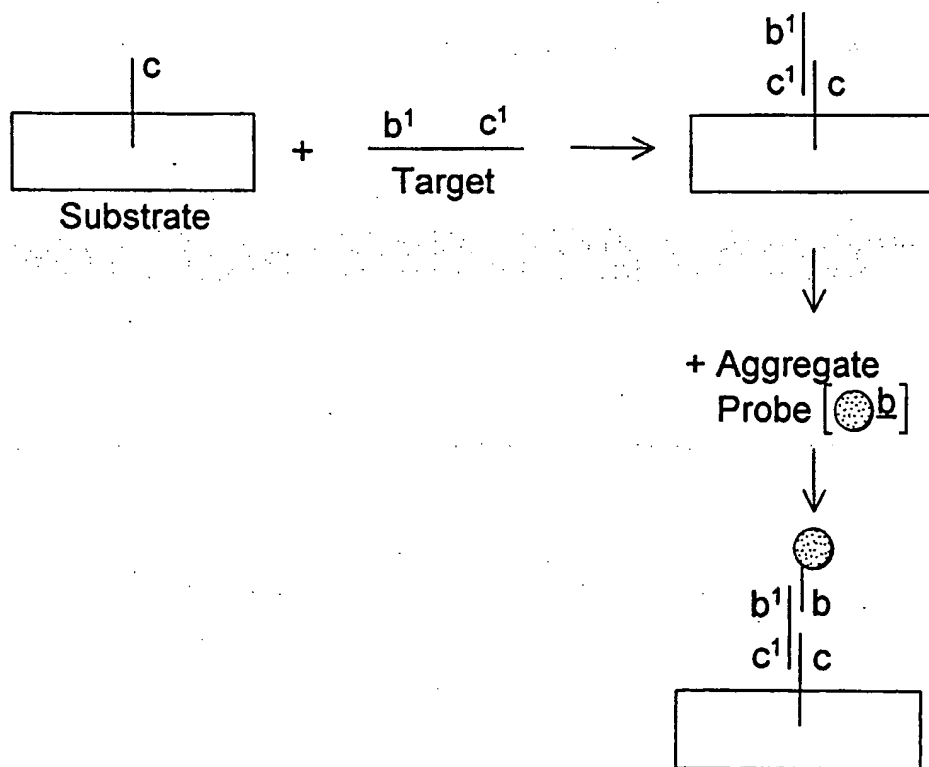 c
Substrate
+
b¹ c¹
Target
b¹
c¹ c
+ Aggregate
Probe [b]
b¹ b
c¹ c